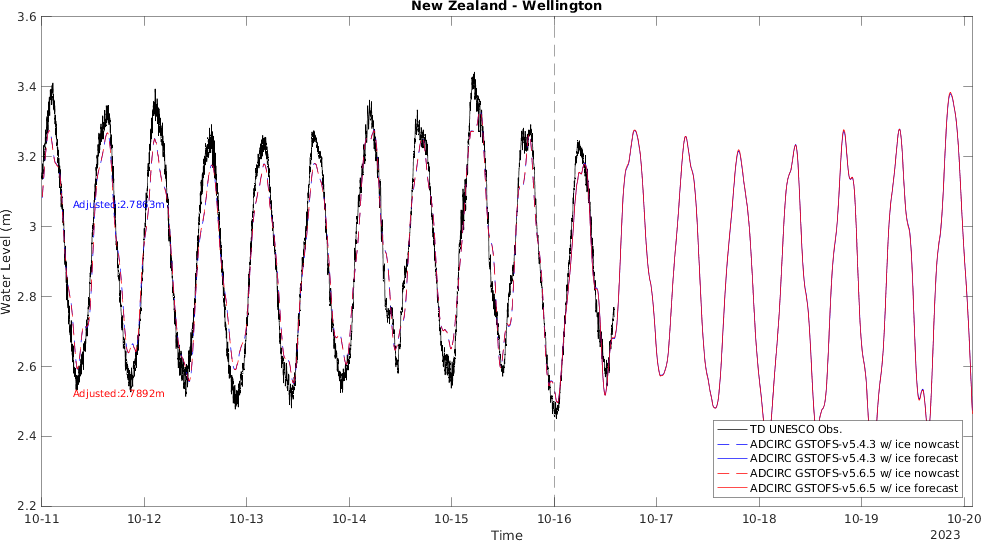 New Zealand - Wellington
3.6
3.4
3.2
3
2.8
2.6
2.4
2.2
Water Level (m)
Adjusted:2.7863m
Adjusted:2.7892m
TD UNESCO Obs.
ADCIRC GSTOFS-v5.4.3 w/ ice nowcast
ADCIRC GSTOFS-v5.4.3 w/ ice forecast
ADCIRC GSTOFS-v5.6.5 w/ ice nowcast
ADCIRC GSTOFS-v5.6.5 w/ ice forecast
10-11 10-12 10-13 10-14 10-15 10-16 10-17 10-18 10-19 10-20
Time
2023